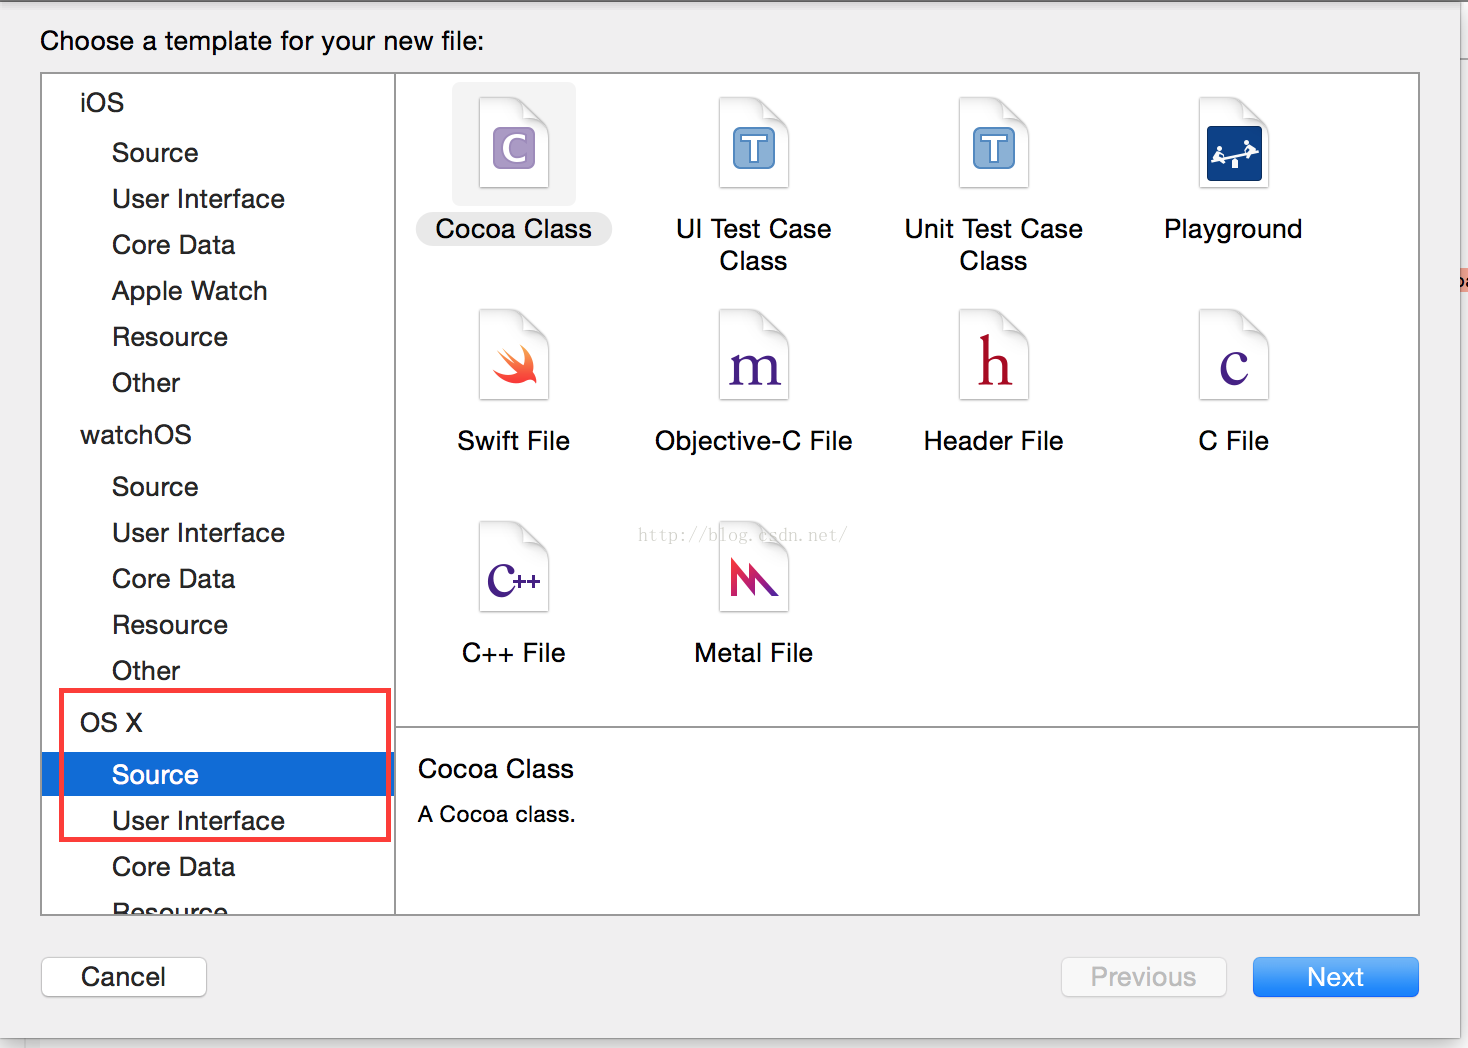 Choose a template for your new file:
iOS
Source
User Interface
Core Data
Apple Watch
Resource
Other
watchOS
Source
User Interface
Core Data
Resource
Other
OS X
Source
User Interface
Core Data
Resource
C
T
T
Cocoa Class
UI Test Case
Class
Unit Test Case
Class
Playground
m
h
c
Swift File
Objective-C File
Header File
C File
http://blog.csdn.net/
C++
C++ File
Metal File
Cocoa Class
A Cocoa class.
Cancel
Previous
Next